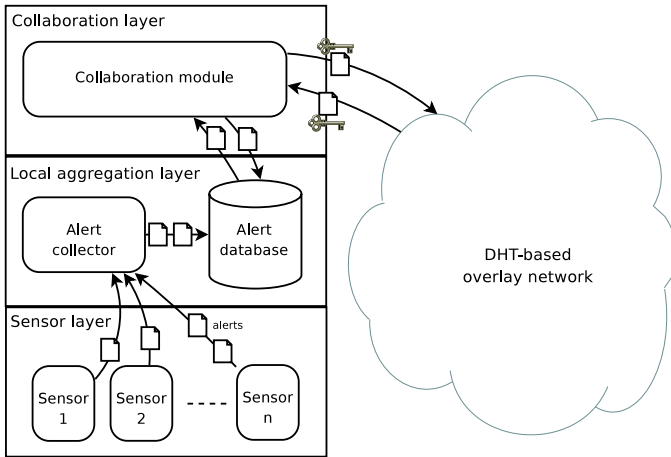 Collaboration layer
Collaboration module
Local aggregation layer
Alert
collector
Alert
database
DHT-based
overlay network
Sensor layer
alerts
Sensor
1
Sensor
2
Sensor
n